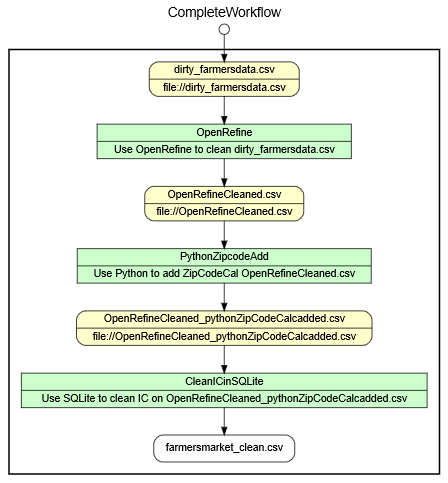 CompleteWorkflow
dirty_farmersdata.csv
file://dirty_farmersdata.csv
OpenRefine
Use OpenRefine to clean dirty_farmersdata.csv
OpenRefineCleaned.csv
file://OpenRefineCleaned.csv
PythonZipcodeAdd
Use Python to add ZipCodeCal OpenRefineCleaned.csv
OpenRefineCleaned_pythonZipCodeCalcadded.csv
file://OpenRefineCleaned_pythonZipCodeCalcadded.csv
CleanICinSQLite
Use SQLite to clean IC on OpenRefineCleaned_pythonZipCodeCalcadded.csv
farmersmarket_clean.csv